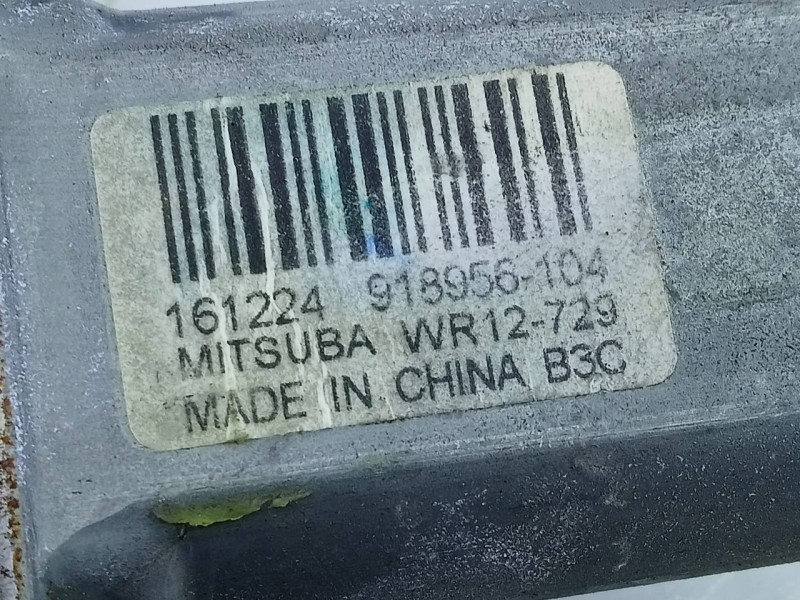 161224 918956-104
MITSUBA WR12-729
MADE IN CHINA B3C